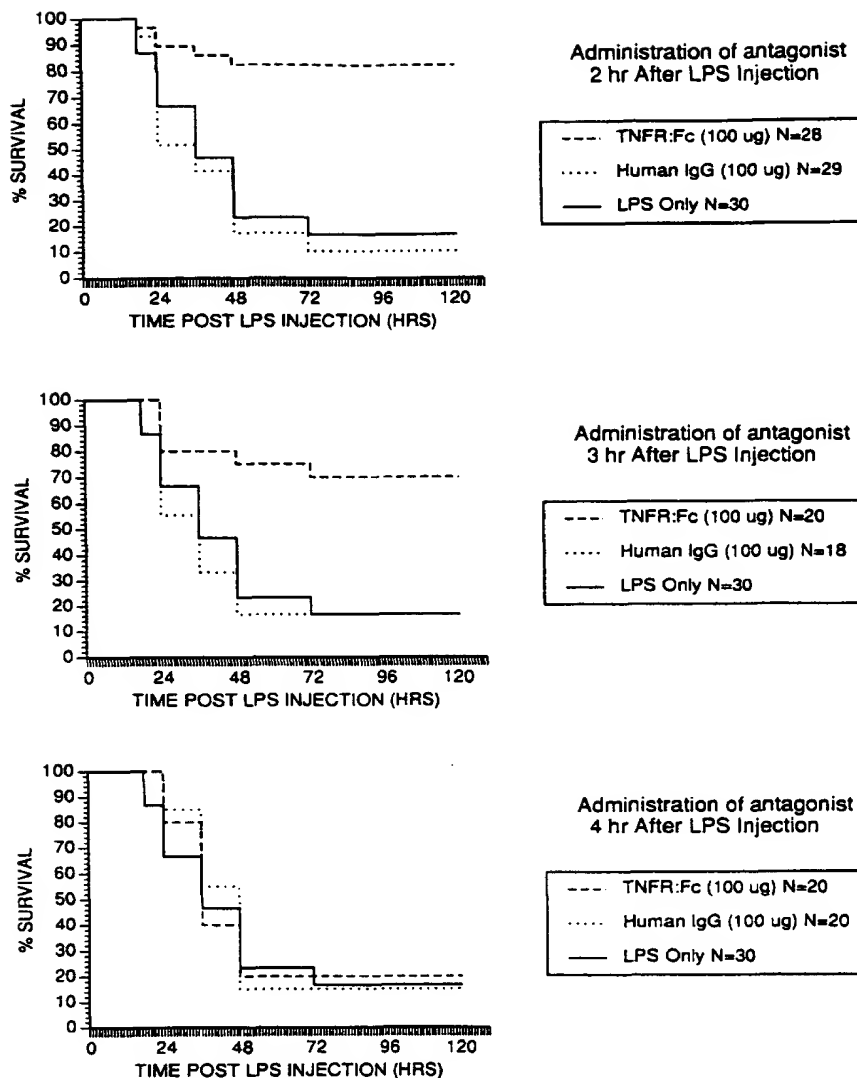 100
90
80
70
60
50
40
30
20
10
0
% SURVIVAL
0 24 48 72 96 120
TIME POST LPS INJECTION (HRS)
Administration of antagonist
2 hr After LPS Injection
TNFR:Fc (100 ug) N=28
Human IgG (100 ug) N=29
LPS Only N=30
100
90
80
70
60
50
40
30
20
10
0
% SURVIVAL
0 24 48 72 96 120
TIME POST LPS INJECTION (HRS)
Administration of antagonist
3 hr After LPS Injection
TNFR:Fc (100 ug) N=20
Human IgG (100 ug) N=18
LPS Only N=30
100
90
80
70
60
50
40
30
20
10
0
% SURVIVAL
0 24 48 72 96 120
TIME POST LPS INJECTION (HRS)
Administration of antagonist
4 hr After LPS Injection
TNFR:Fc (100 ug) N=20
Human IgG (100 ug) N=20
LPS Only N=30